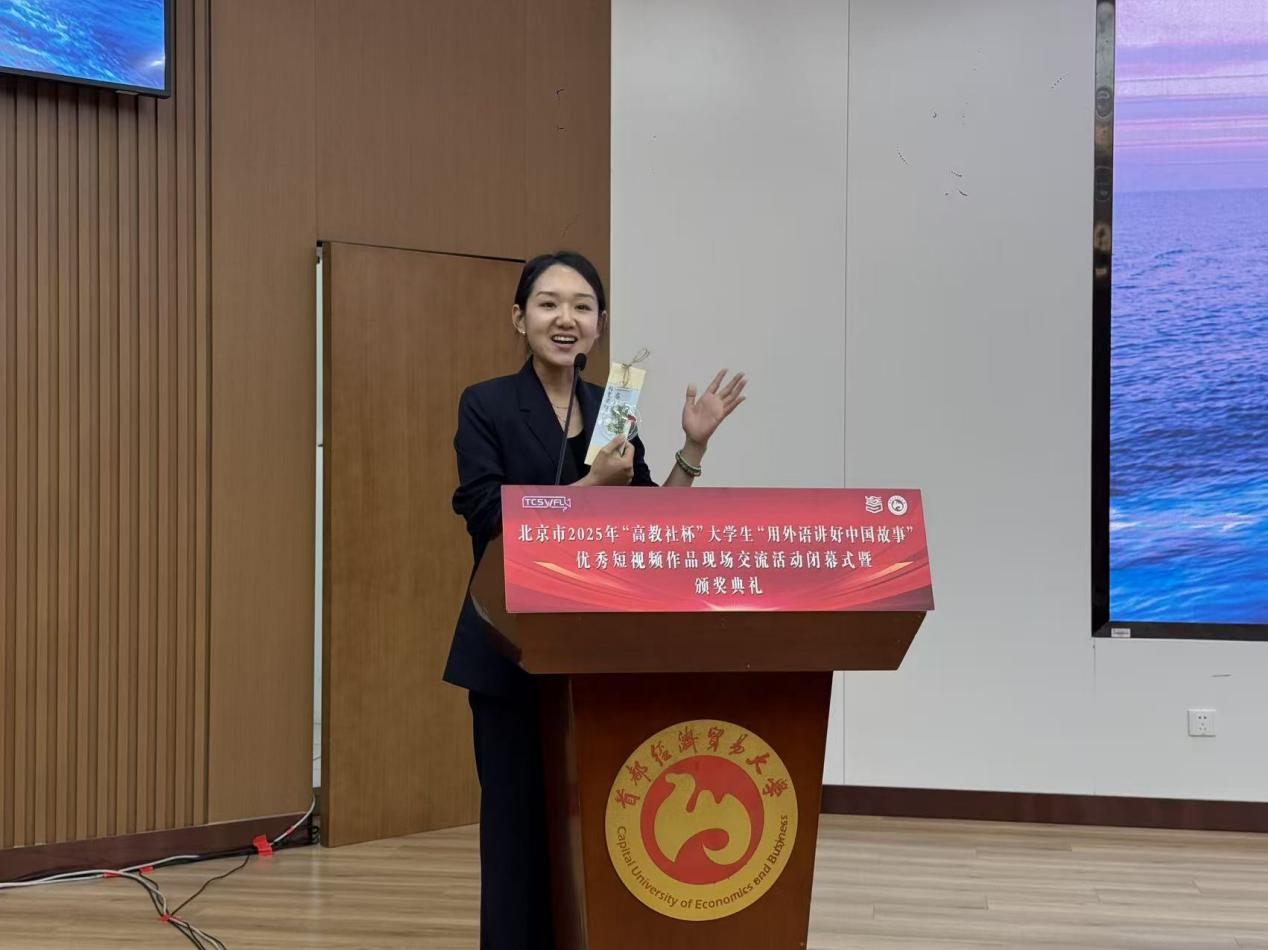 TCSWFL
北京市2025年“高教社杯”大学生“用外语讲好中国故事”
优秀短视频作品现场交流活动闭幕式暨
颁奖典礼
首都经济贸易大学
Capital University of Economics and Business